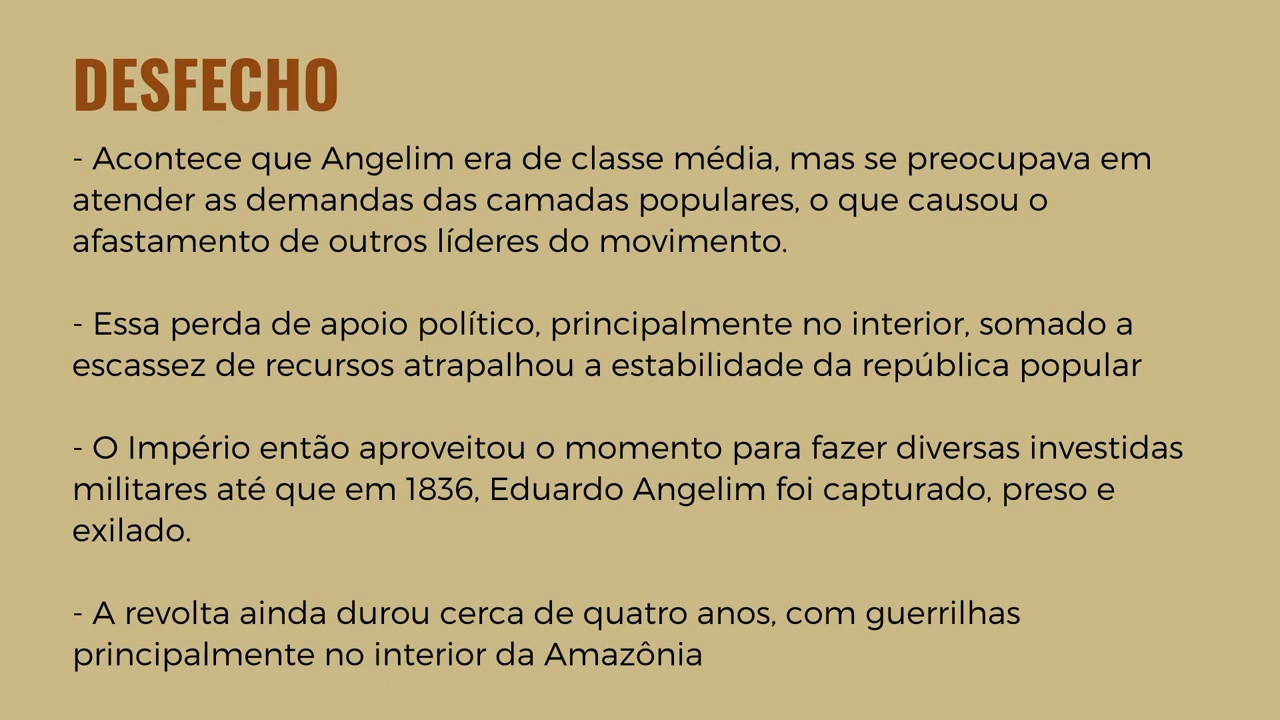 DESFECHO
- Acontece que Angelim era de classe média, mas se preocupava em
atender as demandas das camadas populares, o que causou o
afastamento de outros líderes do movimento.
- Essa perda de apoio político, principalmente no interior, somado a
escassez de recursos atrapalhou a estabilidade da república popular
- O Império então aproveitou o momento para fazer diversas investidas
militares até que em 1836, Eduardo Angelim foi capturado, preso e
exilado.
- A revolta ainda durou cerca de quatro anos, com guerrilhas
principalmente no interior da Amazônia